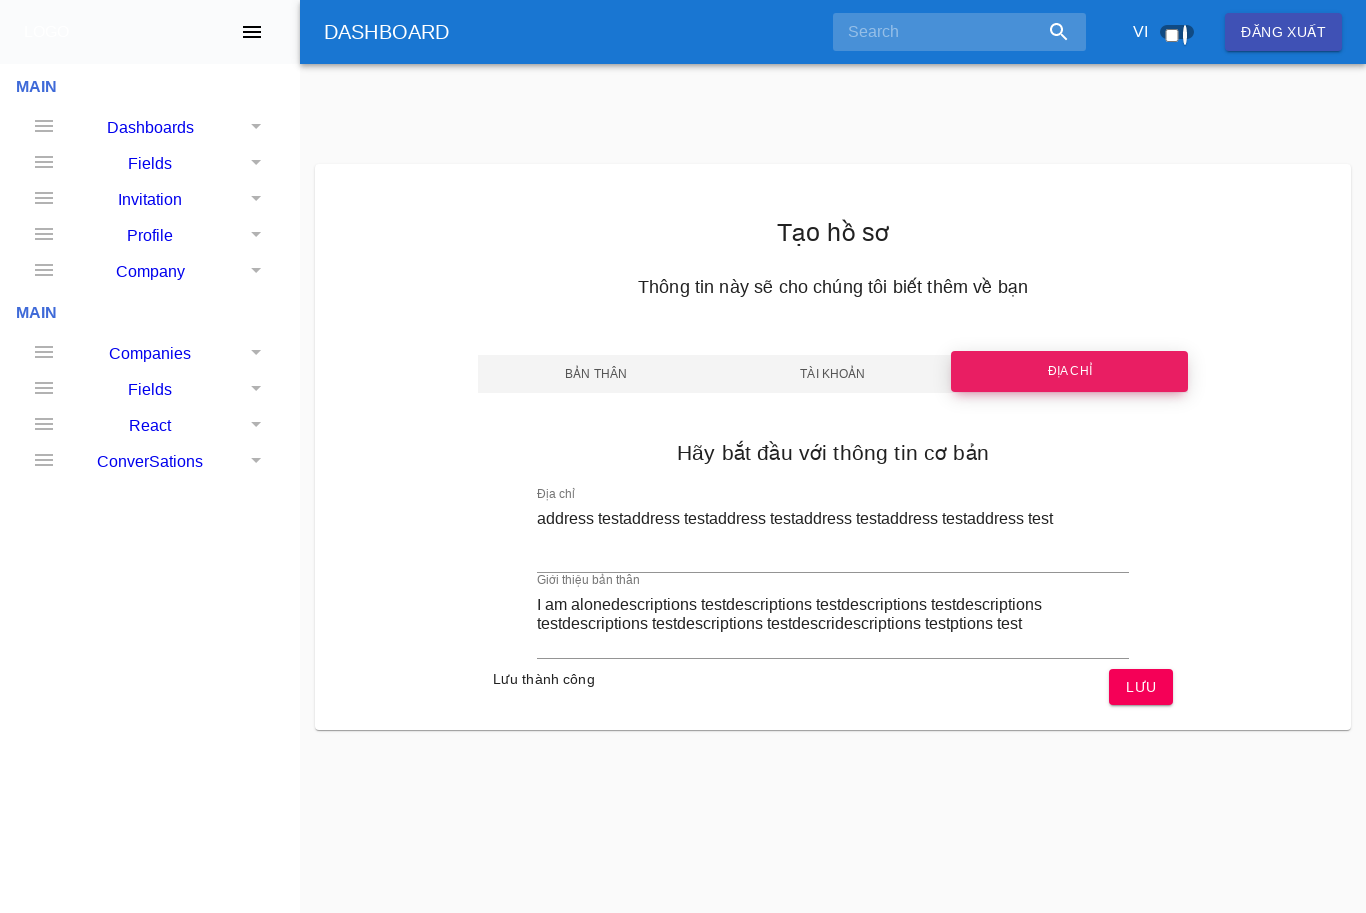 DASHBOARD
Search
VI
ĐĂNG XUẤT
MAIN
Dashboards
Fields
Invitation
Profile
Company
MAIN
Companies
Fields
React
ConverSations
Tạo hồ sơ
Thông tin này sẽ cho chúng tôi biết thêm về bạn
BẢN THÂN
TÀI KHOẢN
ĐỊA CHỈ
Hãy bắt đầu với thông tin cơ bản
Địa chỉ
address testaddress testaddress testaddress testaddress testaddress test
Giới thiệu bản thân
I am alonedescriptions testdescriptions testdescriptions testdescriptions
testdescriptions testdescriptions testdescridescriptions testptions test
Lưu thành công
LƯU